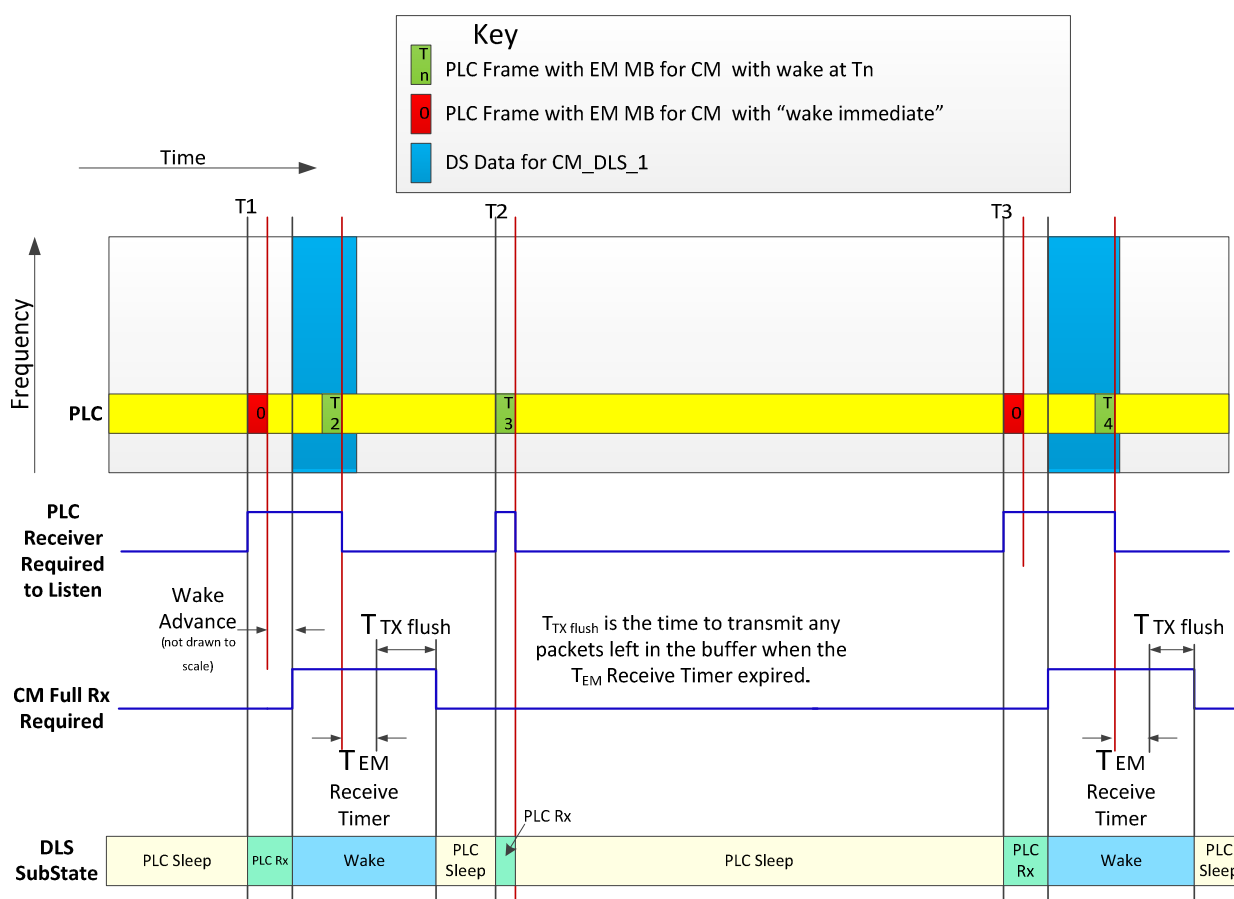 Key
T
n
PLC Frame with EM MB for CM with wake at Tn
0
PLC Frame with EM MB for CM with “wake immediate”
DS Data for CM_DLS_1
Time
T1
T2
T3
Frequency
PLC
0
T
2
T
3
0
T
4
PLC
Receiver
Required
to Listen
Wake
Advance
(not drawn to
scale)
T TX flush
TTX flush is the time to transmit any
packets left in the buffer when the
TEM Receive Timer expired.
T TX flush
CM Full Rx
Required
T EM
Receive
Timer
T EM
Receive
Timer
PLC Rx
DLS
SubState
PLC Sleep
PLC Rx
Wake
PLC
Sleep
PLC Sleep
PLC
Rx
Wake
PLC
Sleep